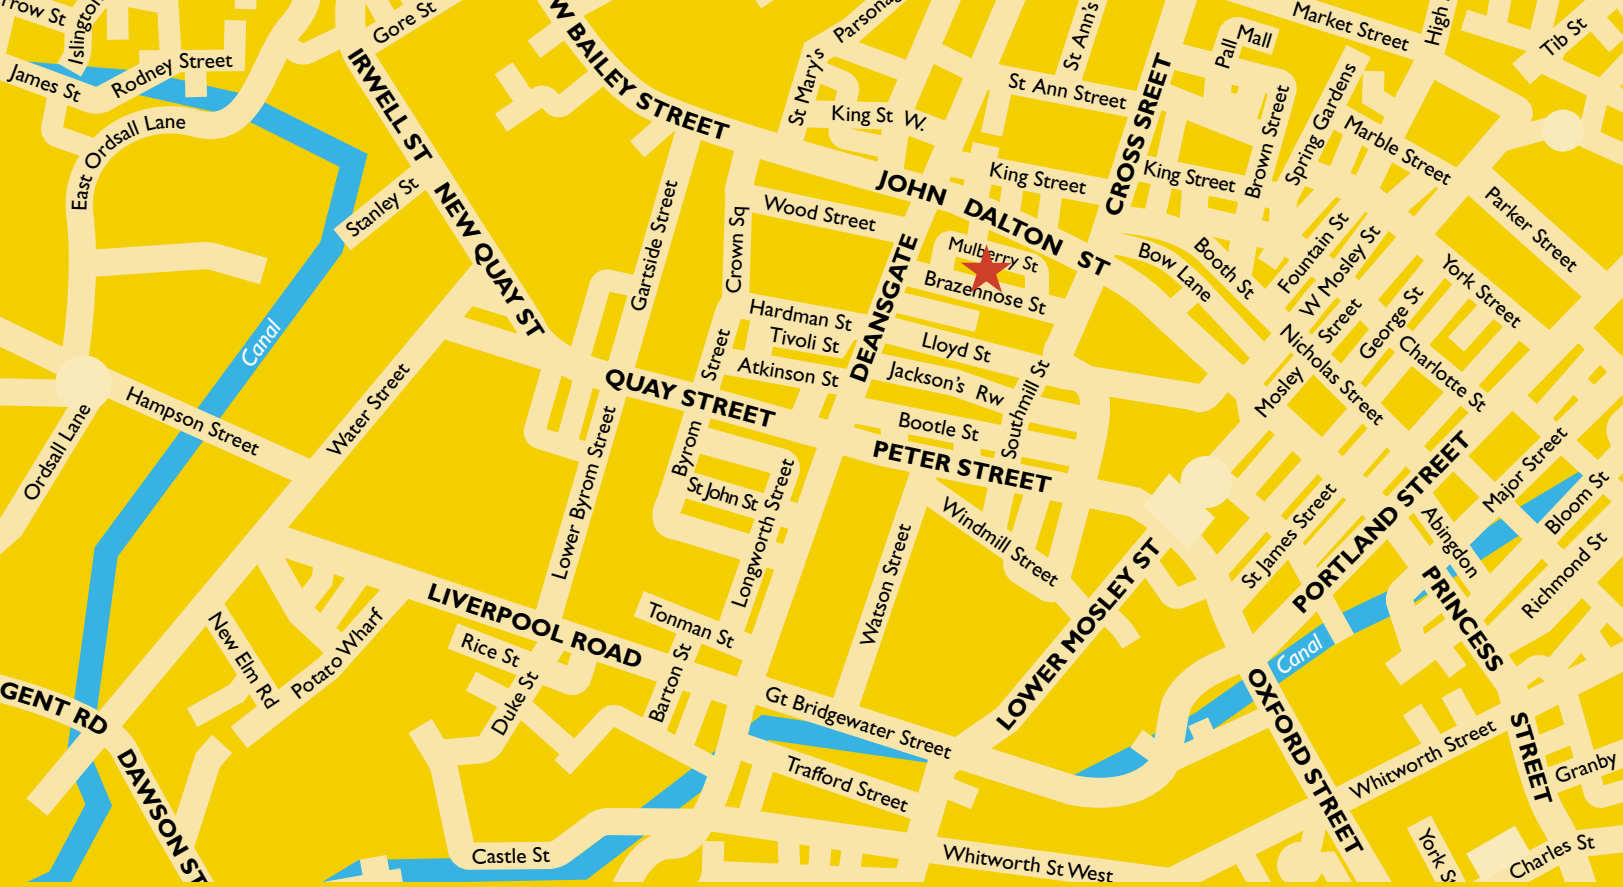 rrow St
Islington
Gore St
Rodney Street
James St
East Ordsall Lane
IRWELL ST
W BAILEY STREET
St Mary's
Parsonag
King St W.
St Ann's
St Ann Street
CROSS SREET
Pall
Mall
Market Street
High
Tib St
Brown Street
Spring Gardens
Marble Street
Parker Street
King Street
King Street
Stanley St
NEW QUAY ST
Gartside Street
Crown Sq
Wood Street
JOHN DALTON ST
Mulberry St
Brazennose St
DEANSGATE
Bow Lane
Booth St
Fountain St
W Mosley St
York Street
Canal
Hardman St
Tivoli St
Atkinson St
Lloyd St
Jackson's Rw
Bootle St
Southmill St
Mosley Street
Nicholas Street
George St
Charlotte St
QUAY STREET
PETER STREET
Byrom Street
St John St
Longworth Street
Lower Byrom Street
Hampson Street
Water Street
Ordsall Lane
Watson Street
Windmill Street
LOWER MOSLEY ST
St James Street
PORTLAND STREET
Abingdon
Major Street
Bloom St
Richmond St
PRINCESS STREET
Canal
LIVERPOOL ROAD
Tonman St
Rice St
Duke St
Barton St
New Elm Rd
Potato Wharf
GENT RD
DAWSON ST
Gt Bridgewater Street
Trafford Street
OXFORD STREET
Whitworth Street
Granby
Castle St
Whitworth St West
York S
Charles St